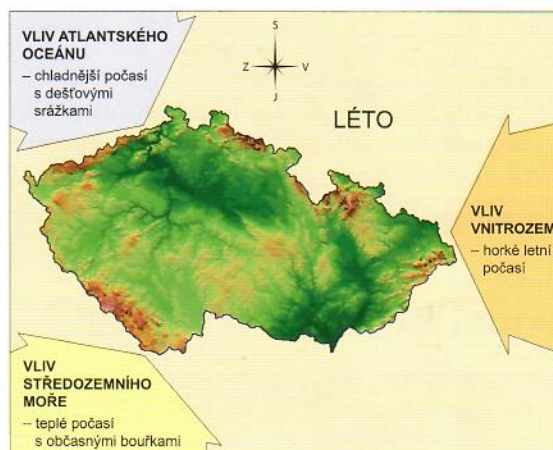 VLIV ATLANTSKÉHO
OCEÁNU
– chladnější počasí
s dešťovými
srážkami
S
Z
V
J
LÉTO
VLIV
VNITROZEM
– horké letní
počasí
VLIV
STŘEDOZEMNÍHO
MOŘE
– teplé počasí
s občasnými bouřkami